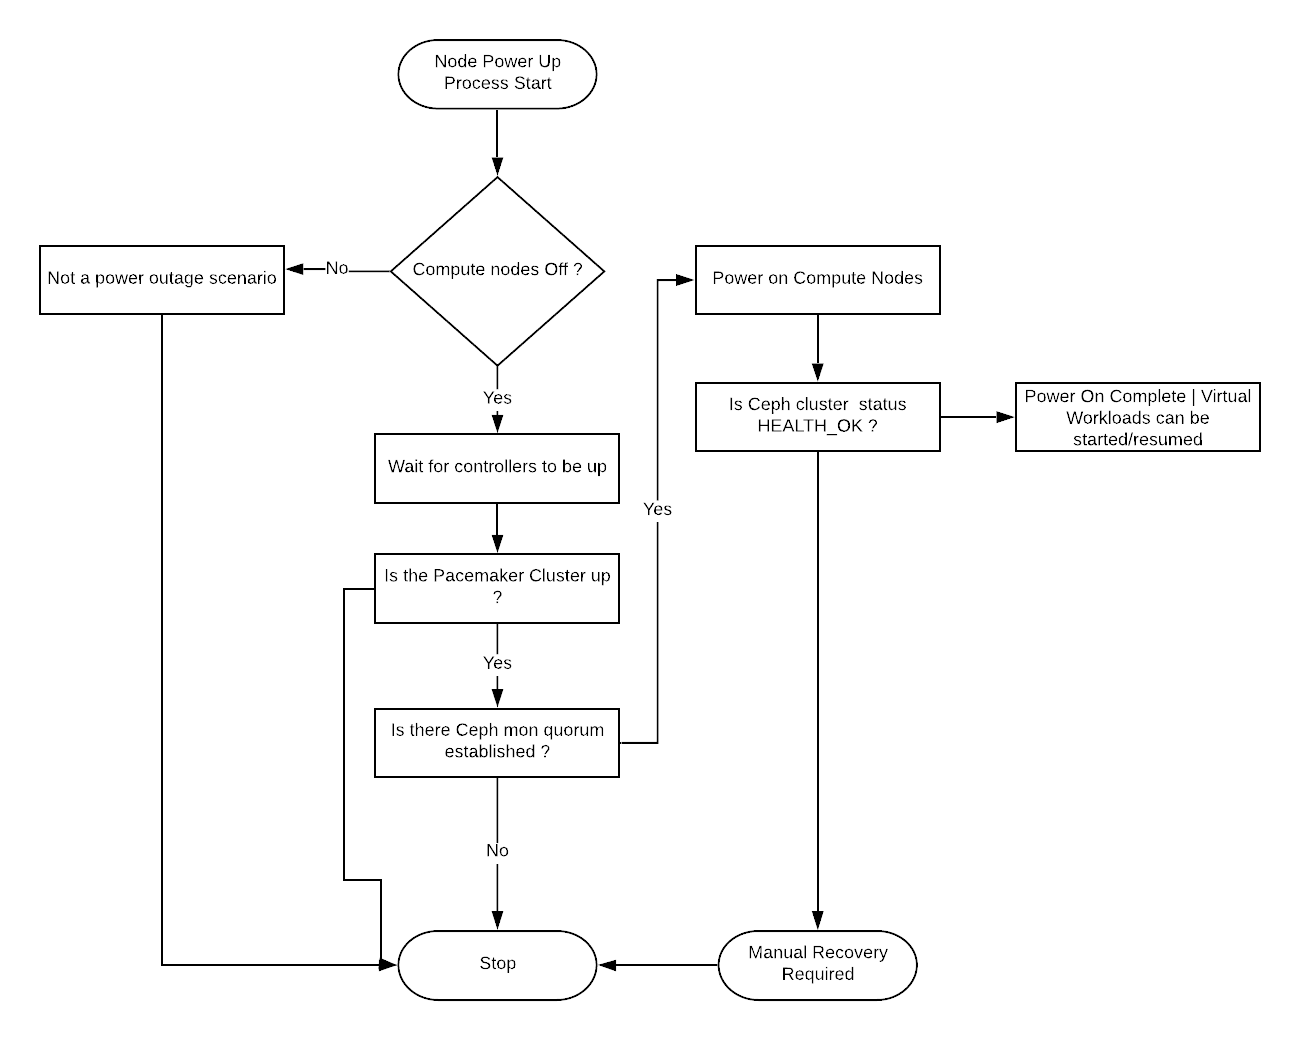 Node Power Up
Process Start
Compute nodes Off ?
No
Not a power outage scenario
Yes
Wait for controllers to be up
Is the Pacemaker Cluster up
?
Yes
Is there Ceph mon quorum
established ?
No
Stop
Yes
Power on Compute Nodes
Is Ceph cluster  status
HEALTH_OK ?
Power On Complete | Virtual
Workloads can be
started/resumed
Manual Recovery
Required